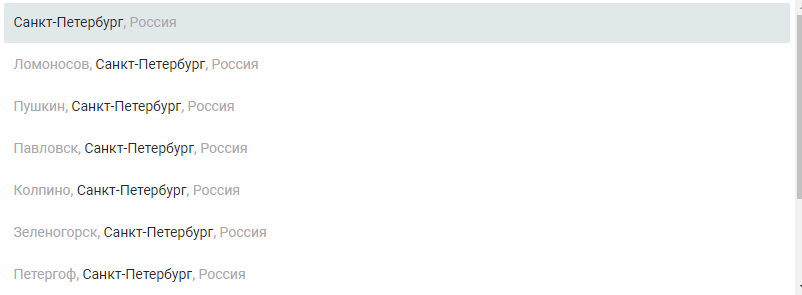 Санкт-Петербург, Россия
Ломоносов, Санкт-Петербург, Россия
Пушкин, Санкт-Петербург, Россия
Павловск, Санкт-Петербург, Россия
Колпино, Санкт-Петербург, Россия
Зеленогорск, Санкт-Петербург, Россия
Петергоф, Санкт-Петербург, Россия